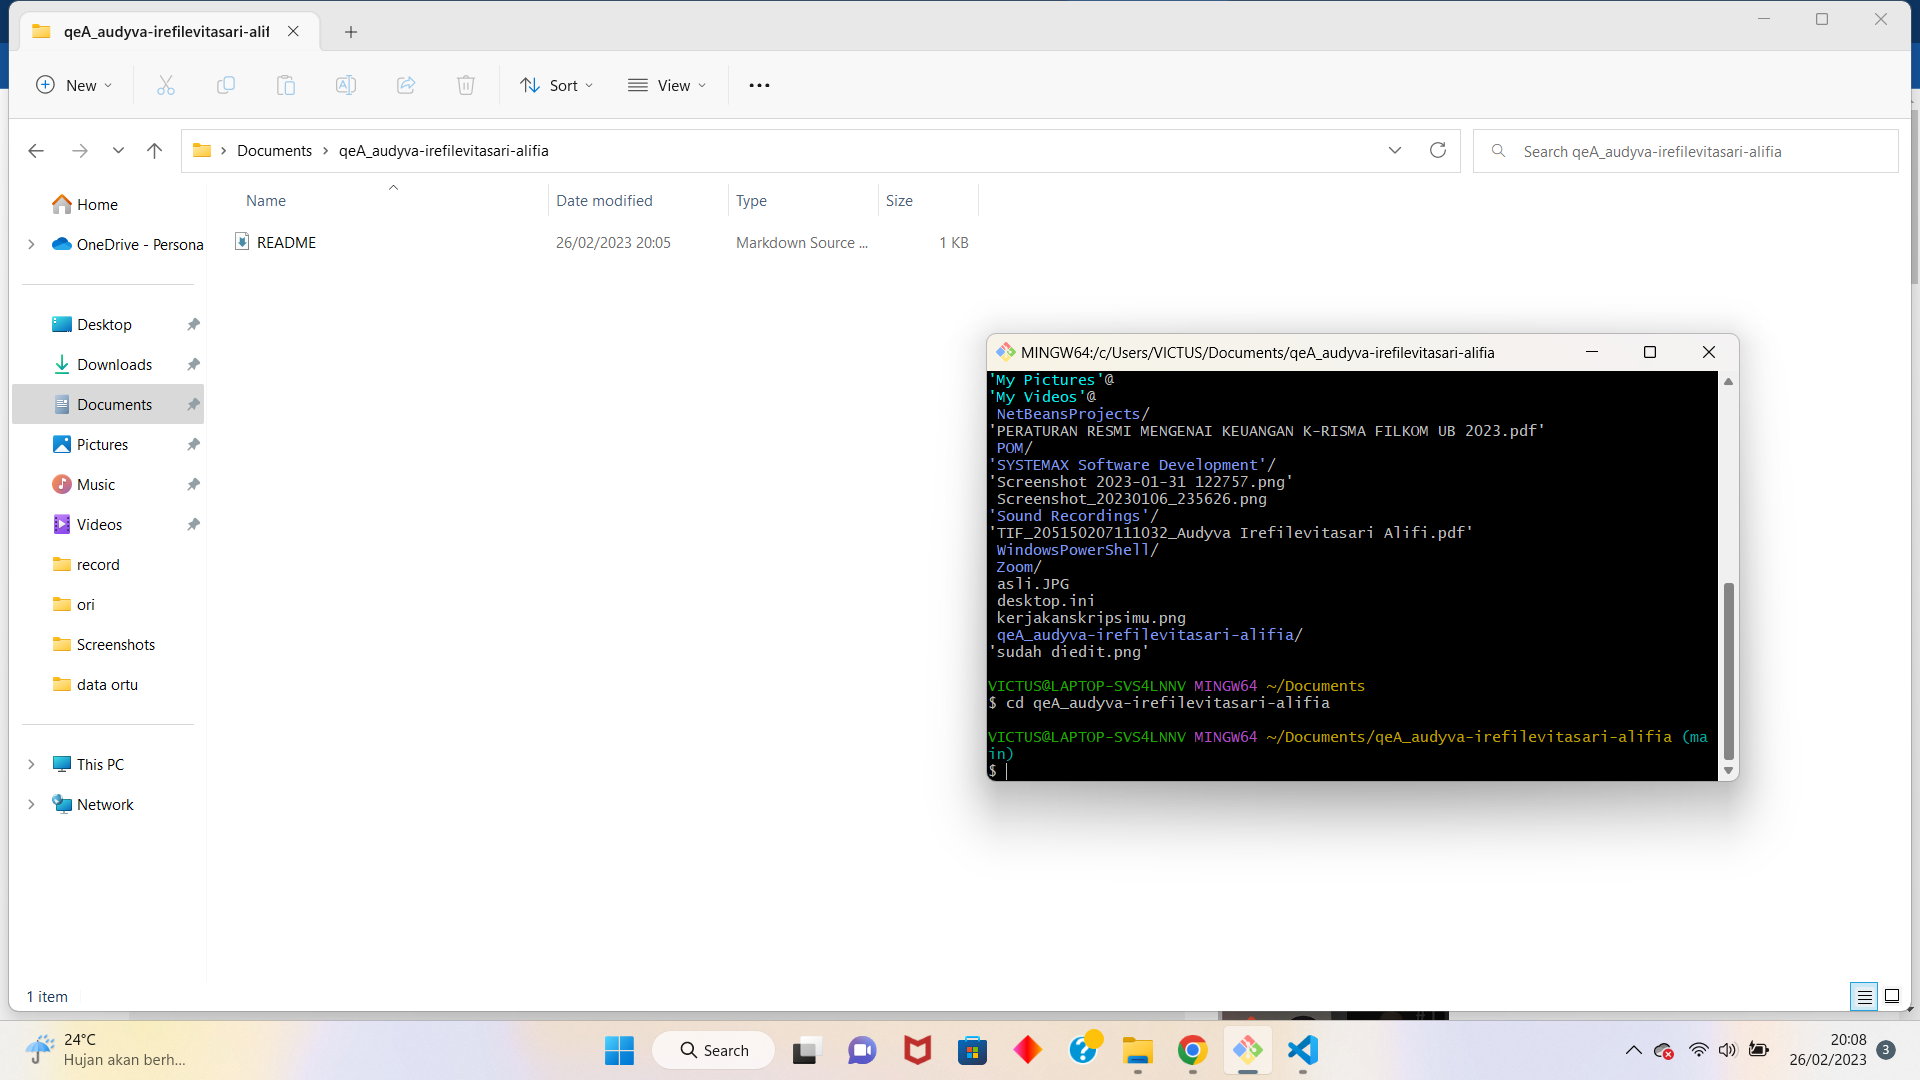 qeA_audyva-irefilevitasari-alif
New
Sort
View
Documents
qeA_audyva-irefilevitasari-alifia
Search qeA_audyva-irefilevitasari-alifia
Home
OneDrive - Persona
Desktop
Downloads
Documents
Pictures
Music
Videos
record
ori
Screenshots
data ortu
This PC
Network
Name
Date modified
Type
Size
README
26/02/2023 20:05
Markdown Source ...
1 KB
MINGW64:/c/Users/VICTUS/Documents/qeA_audyva-irefilevitasari-alifia
'My Pictures'@
'My Videos'@
NetBeansProjects/
'PERATURAN RESMI MENGENAI KEUANGAN K-RISMA FILKOM UB 2023.pdf'
POM/
'SYSTEMAX Software Development'/
'Screenshot 2023-01-31 122757.png'
Screenshot_20230106_235626.png
'Sound Recordings'/
'TIF_205150207111032_Audyva Irefilevitasari Alifi.pdf'
WindowsPowerShell/
Zoom/
asli.JPG
desktop.ini
kerjakanskripsimu.png
qeA_audyva-irefilevitasari-alifia/
'sudah diedit.png'
VICTUS@LAPTOP-SVS4LNNV MINGW64 ~/Documents
$ cd qeA_audyva-irefilevitasari-alifia
VICTUS@LAPTOP-SVS4LNNV MINGW64 ~/Documents/qeA_audyva-irefilevitasari-alifia (ma
in)
$
1 item
24°C
Hujan akan berh...
Search
20:08
26/02/2023
3